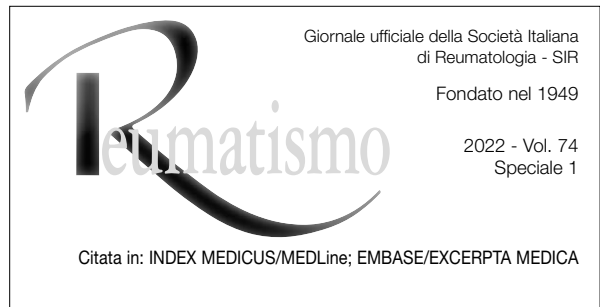 Giornale ufficiale della Società Italiana
di Reumatologia - SIR
Fondato nel 1949
Reumatismo
2022 - Vol. 74
Speciale 1
Citata in: INDEX MEDICUS/MEDLine; EMBASE/EXCERPTA MEDICA